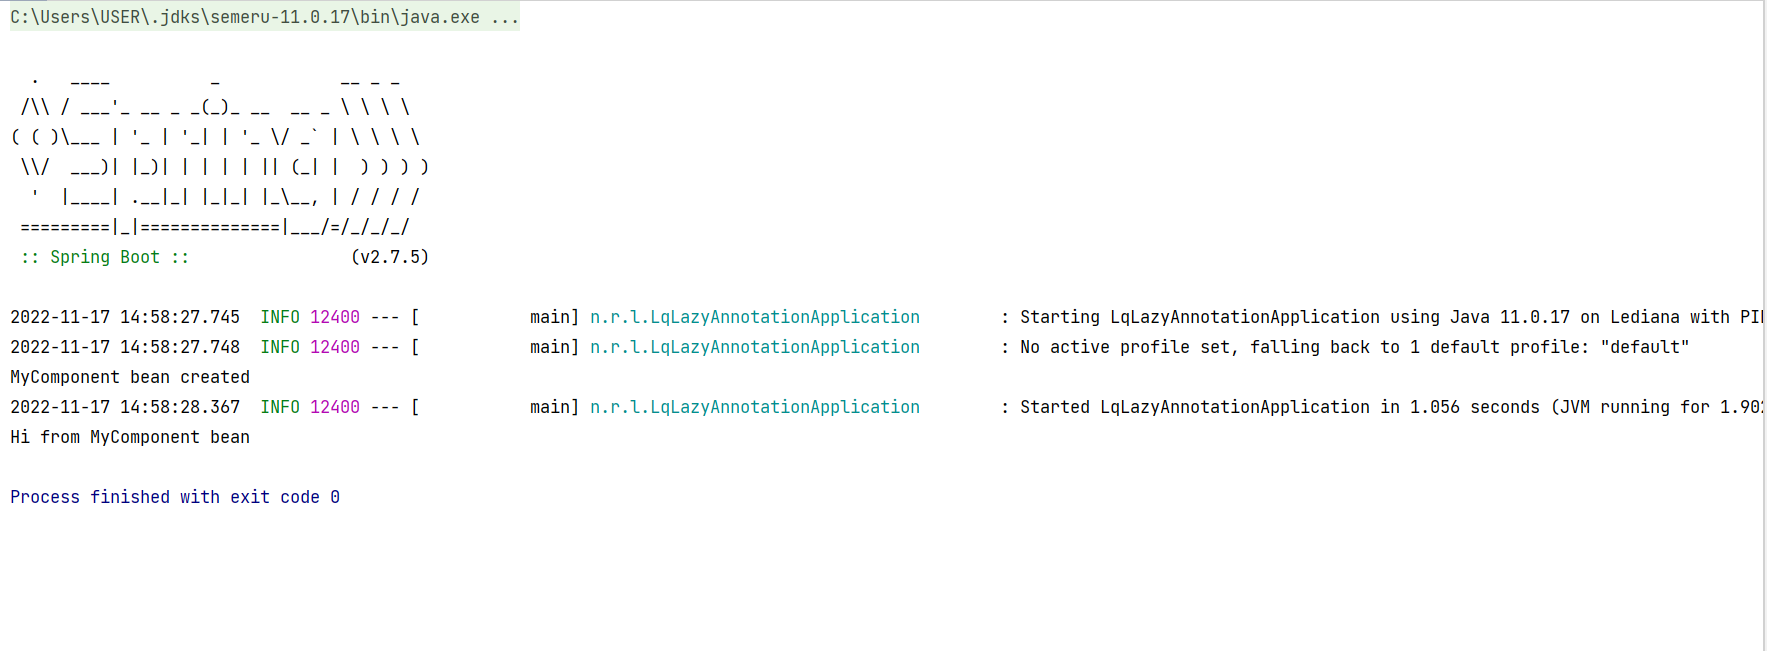 C:\Users\USER\.jdks\semeru-11.0.17\bin\java.exe ...
  .   ____          _            __ _ _
 /\\ / ___'_ __ _ _(_)_ __  __ _ \ \ \ \
( ( )\___ | '_ | '_| | '_ \/ _` | \ \ \ \
 \\/  ___)| |_)| | | | | || (_| |  ) ) ) )
  '  |____| .__|_| |_|_| |_\__, | / / / /
 =========|_|==============|___/=/_/_/_/
 :: Spring Boot ::                (v2.7.5)
2022-11-17 14:58:27.745  INFO 12400 --- [           main] n.r.l.LqLazyAnnotationApplication        : Starting LqLazyAnnotationApplication using Java 11.0.17 on Lediana with
2022-11-17 14:58:27.748  INFO 12400 --- [           main] n.r.l.LqLazyAnnotationApplication        : No active profile set, falling back to 1 default profile: "default"
MyComponent bean created
2022-11-17 14:58:28.367  INFO 12400 --- [           main] n.r.l.LqLazyAnnotationApplication        : Started LqLazyAnnotationApplication in 1.056 seconds (JVM running for
Hi from MyComponent bean
Process finished with exit code 0